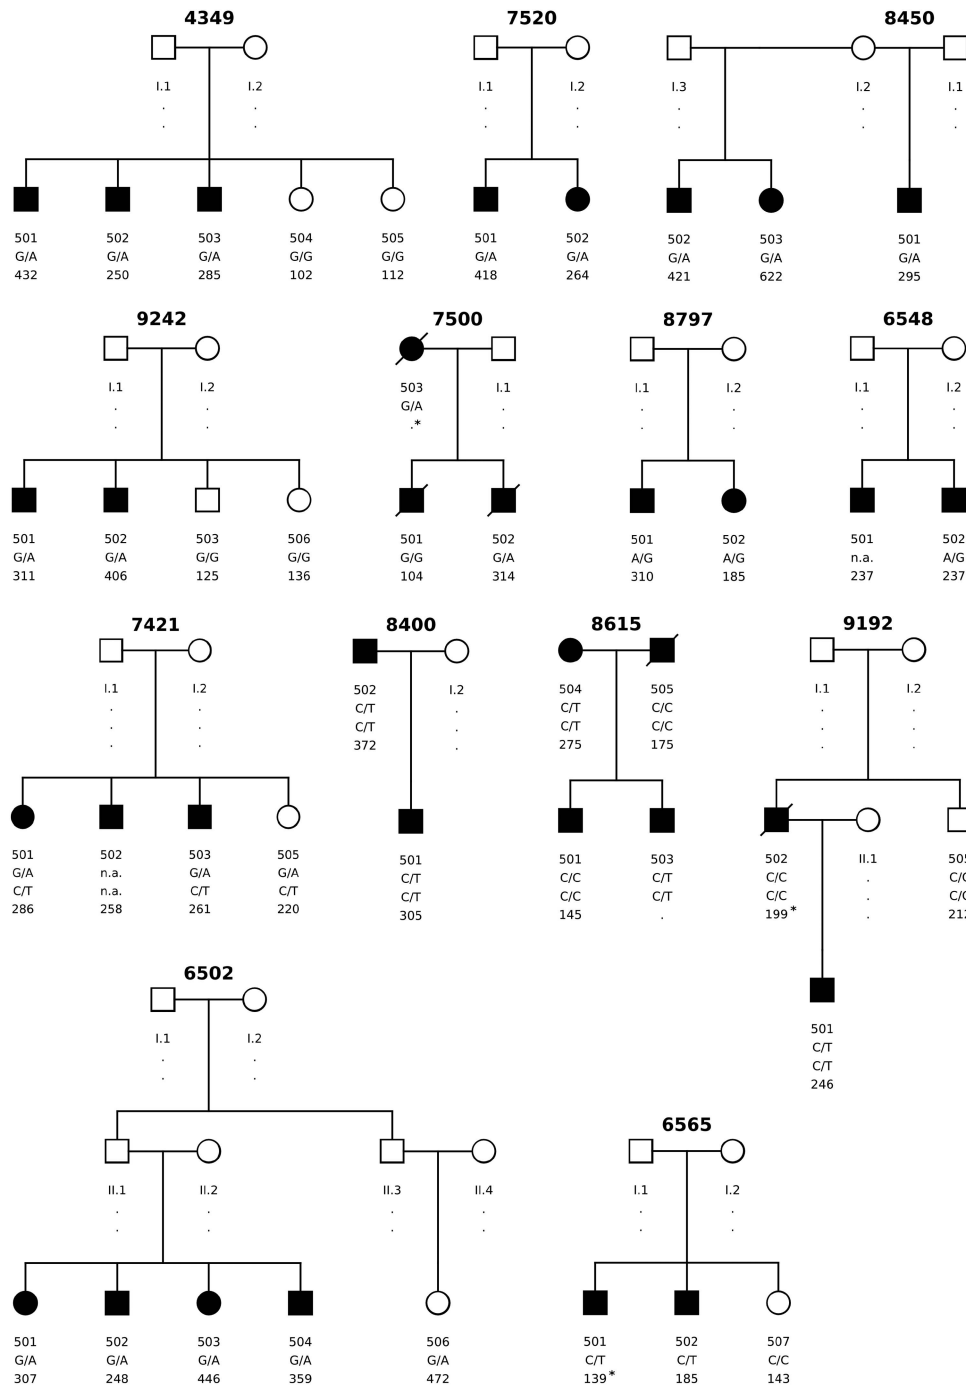 4349 7520 8450
I.1 I.2 I.1 I.2 I.3 I.2 I.1
. . . . . . .
. . . . . . .
501 502 503 504 505 501 502 502 503 501
G/A G/A G/A G/G G/G G/A G/A G/A G/A G/A
432 250 285 102 112 418 264 421 622 295
9242 7500 8797 6548
I.1 I.2 503 I.1 I.1 I.2 I.1 I.2
. . G/A . . . . .
. . .* . . . . .
501 502 503 506 501 502 501 502 501 502
G/A G/A G/G G/G G/G G/A A/G A/G n.a. A/G
311 406 125 136 104 314 310 185 237 237
7421 8400 8615 9192
I.1 I.2 502 I.2 504 505 I.1 I.2
. . C/T . C/T C/C . .
. . C/T . C/T C/C . .
. . 372 . 275 175 . .
501 502 503 505 501 501 503 502 II.1
G/A n.a. G/A G/A C/T C/C C/T C/C .
C/T n.a. C/T C/T C/T C/C C/T C/C .
286 258 261 220 305 145 . 199* .
6502
I.1 I.2
. .
. .
501
C/T
C/T
246
6565
II.1 II.2 II.3 II.4 I.1 I.2
. . . . . .
. . . . . .
501 502 503 504 506 501 502 507
G/A G/A G/A G/A G/A C/T C/T C/C
307 248 446 359 472 139* 185 143